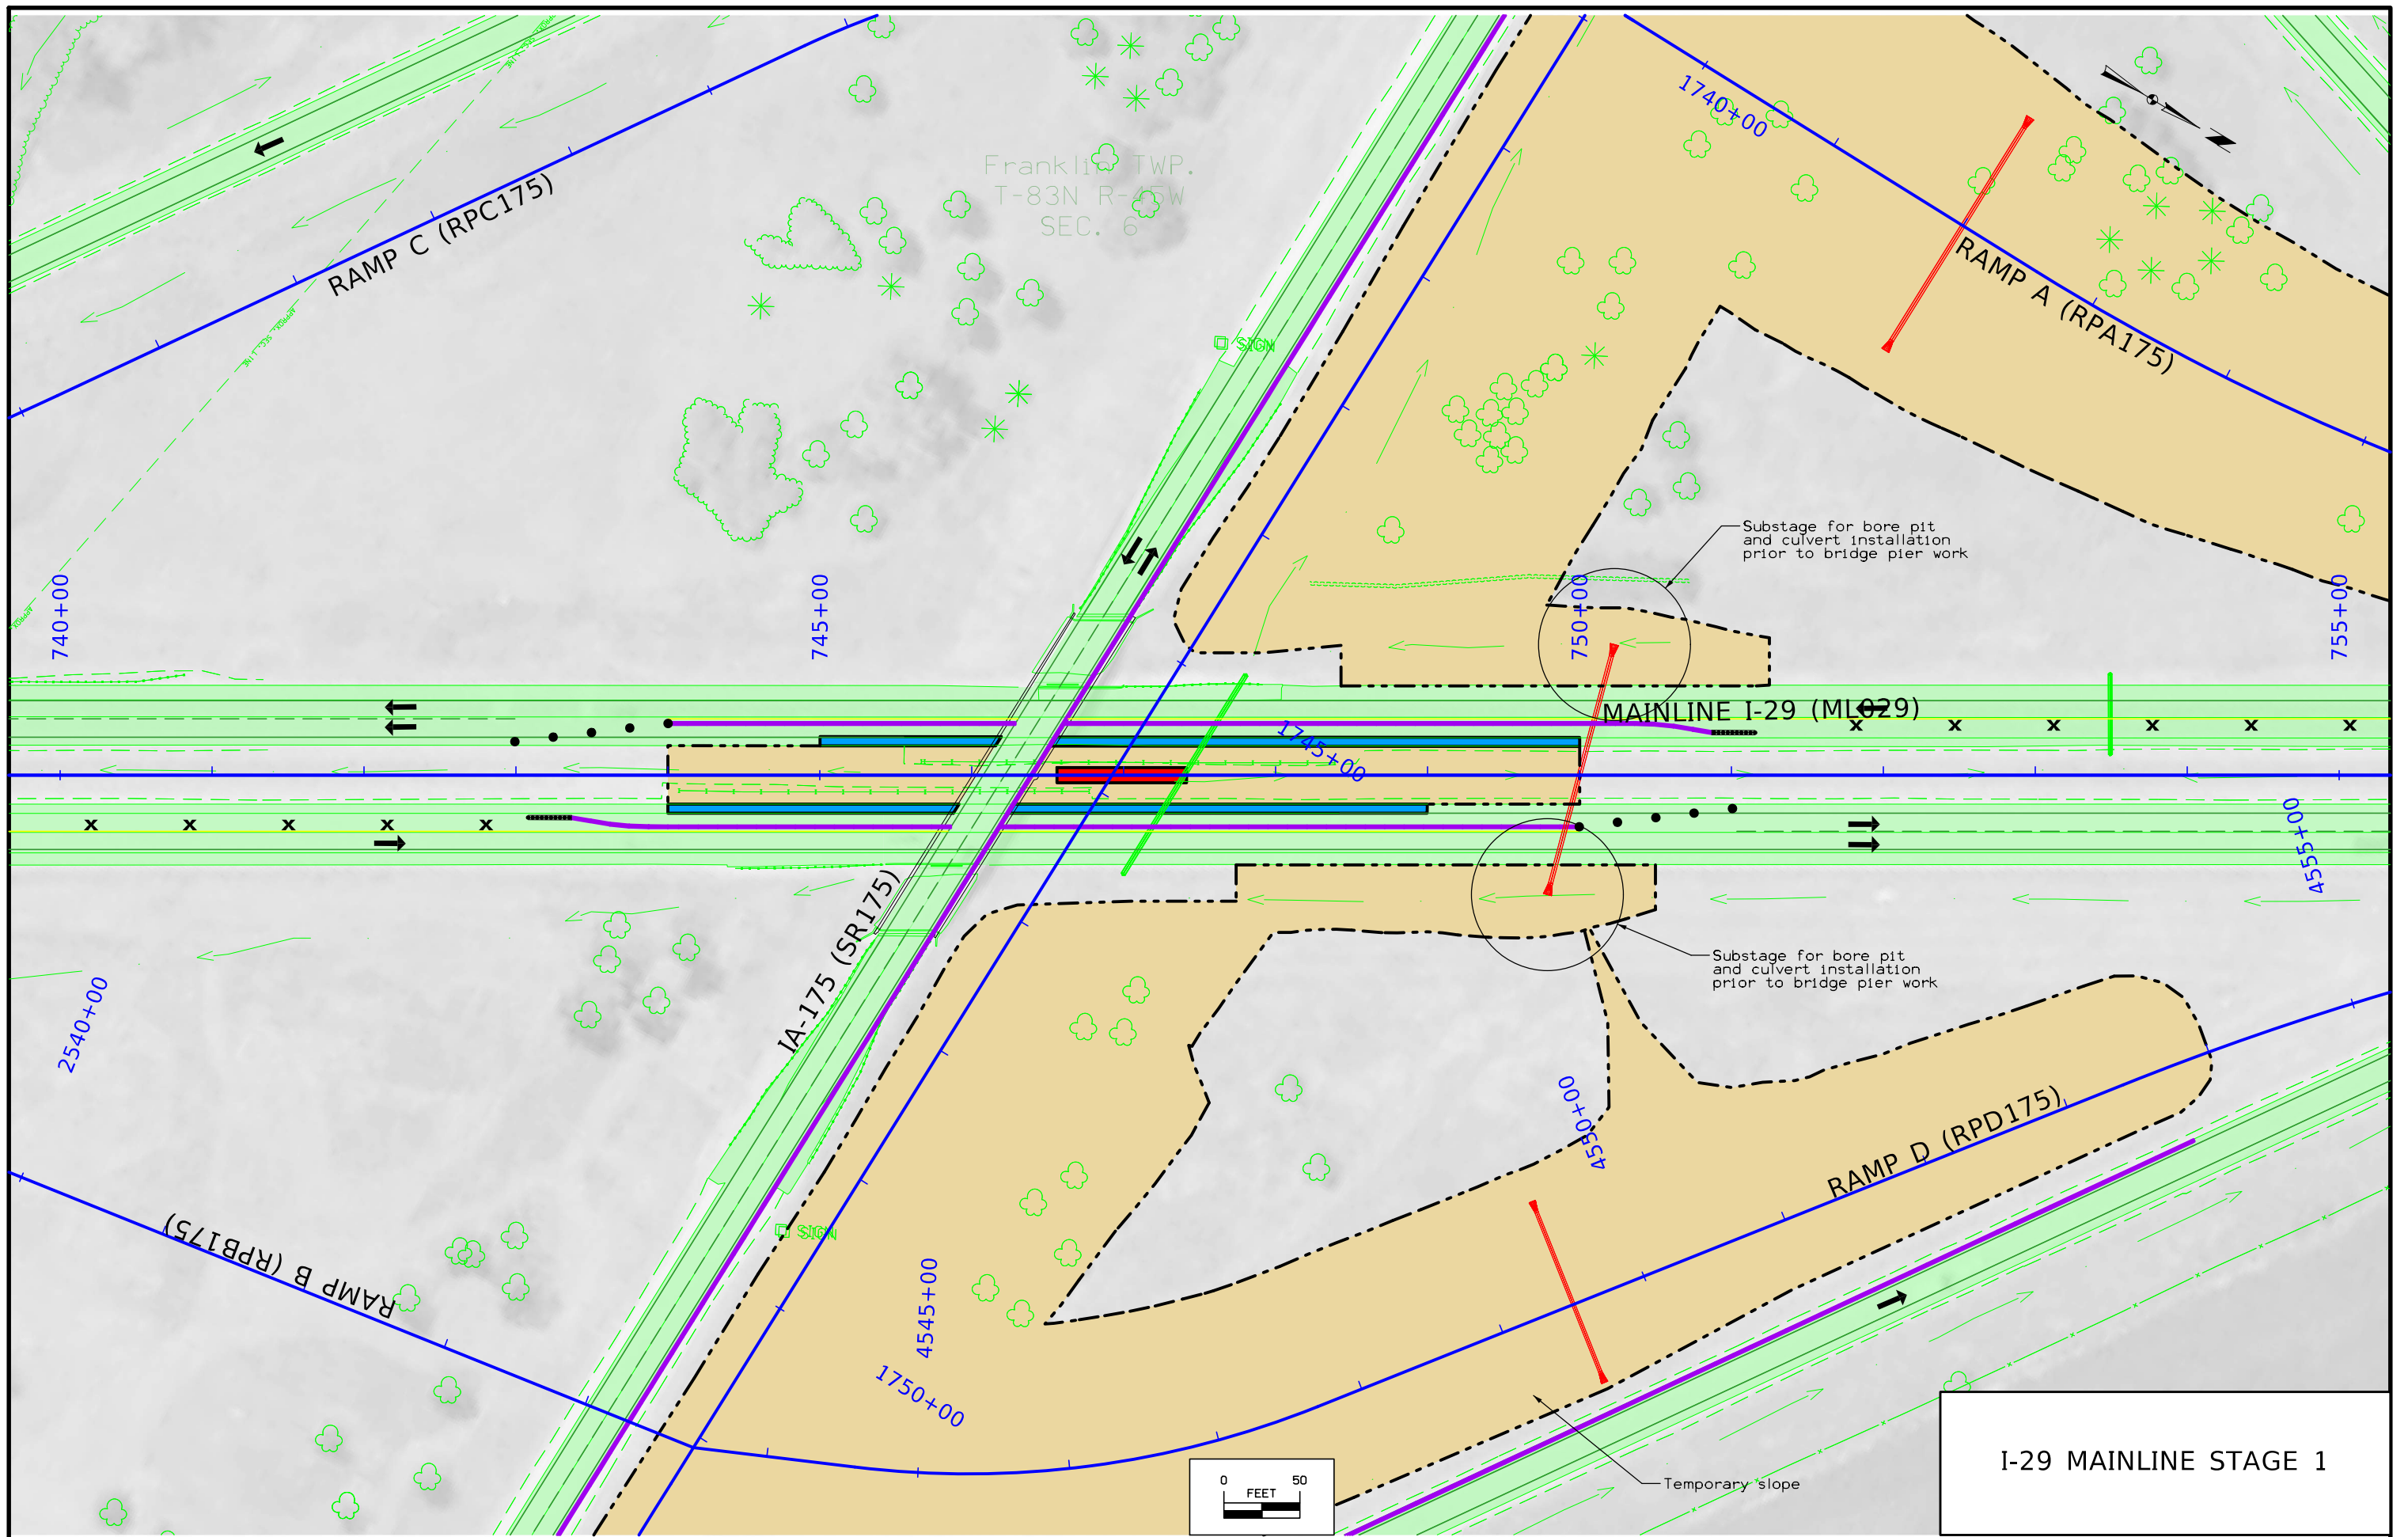 1740+00
RAMP C (RPC175)
Franklin TWP.
T-83N R-45W
SEC. 6
N
RAMP A (RPA175)
SIGN
Substage for bore pit
and culvert installation
prior to bridge pier work
740+00
745+00
750+00
755+00
MAINLINE I-29 (ML029)
1745+00
x x x x x x
x x x x x
4555+00
IA-175 (SR175)
Substage for bore pit
and culvert installation
prior to bridge pier work
2540+00
4550+00
RAMP D (RPD175)
RAMP B (RPB175)
SIGN
4545+00
1750+00
Temporary slope
0 50
FEET
I-29 MAINLINE STAGE 1